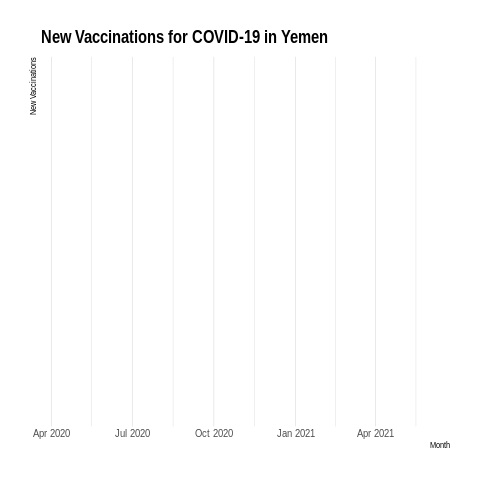 New Vaccinations for COVID-19 in Yemen
New Vaccinations
Apr 2020 Jul 2020 Oct 2020 Jan 2021 Apr 2021
Month